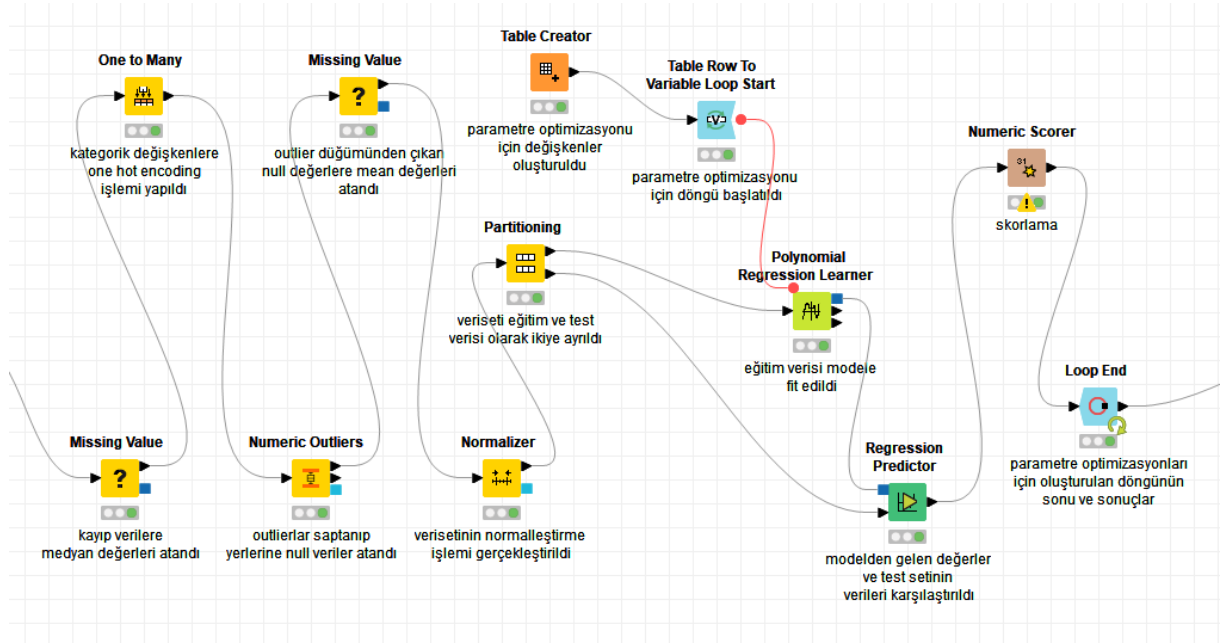 One to Many
kategorik değişkenlere
one hot encoding
işlemi yapıldı
Missing Value
outlier düğümünden çıkan
null değerlere mean değerleri
atandı
Table Creator
parametre optimizasyonu
için değişkenler
oluşturuldu
Table Row To
Variable Loop Start
parametre optimizasyonu
için döngü başlatıldı
Numeric Scorer
skorlama
Partitioning
veriseti eğitim ve test
verisi olarak ikiye ayrıldı
Polynomial
Regression Learner
eğitim verisi modele
fit edildi
Loop End
parametre optimizasyonları
için oluşturulan döngünün
sonu ve sonuçlar
Missing Value
kayıp verilere
medyan değerleri atandı
Numeric Outliers
outlierlar saptanıp
yerlerine null veriler atandı
Normalizer
verisetinin normalleştirme
işlemi gerçekleştirildi
Regression
Predictor
modelden gelen değerler
ve test setinin
verileri karşılaştırıldı